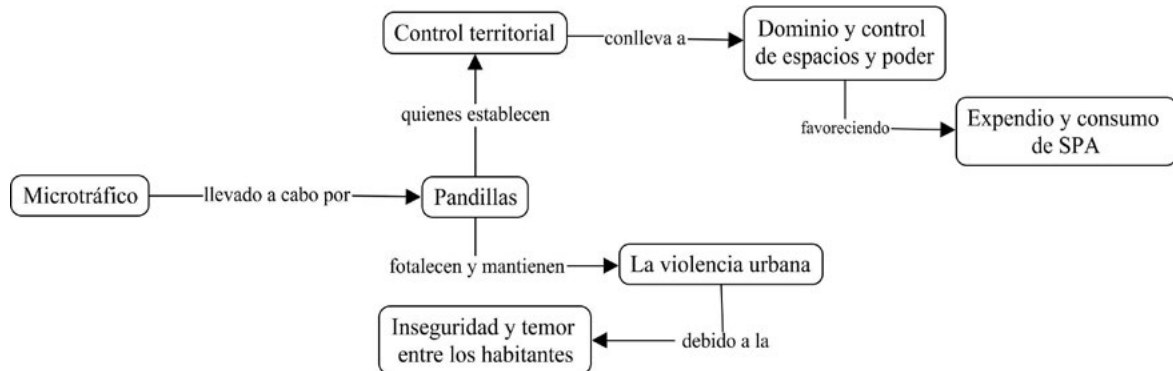 Control territorial
conlleva a
Dominio y control
de espacios y poder
quienes establecen
favoreciendo
Expendio y consumo
de SPA
Microtráfico
llevado a cabo por
Pandillas
fotalecen y mantienen
La violencia urbana
Inseguridad y temor
entre los habitantes
debido a la